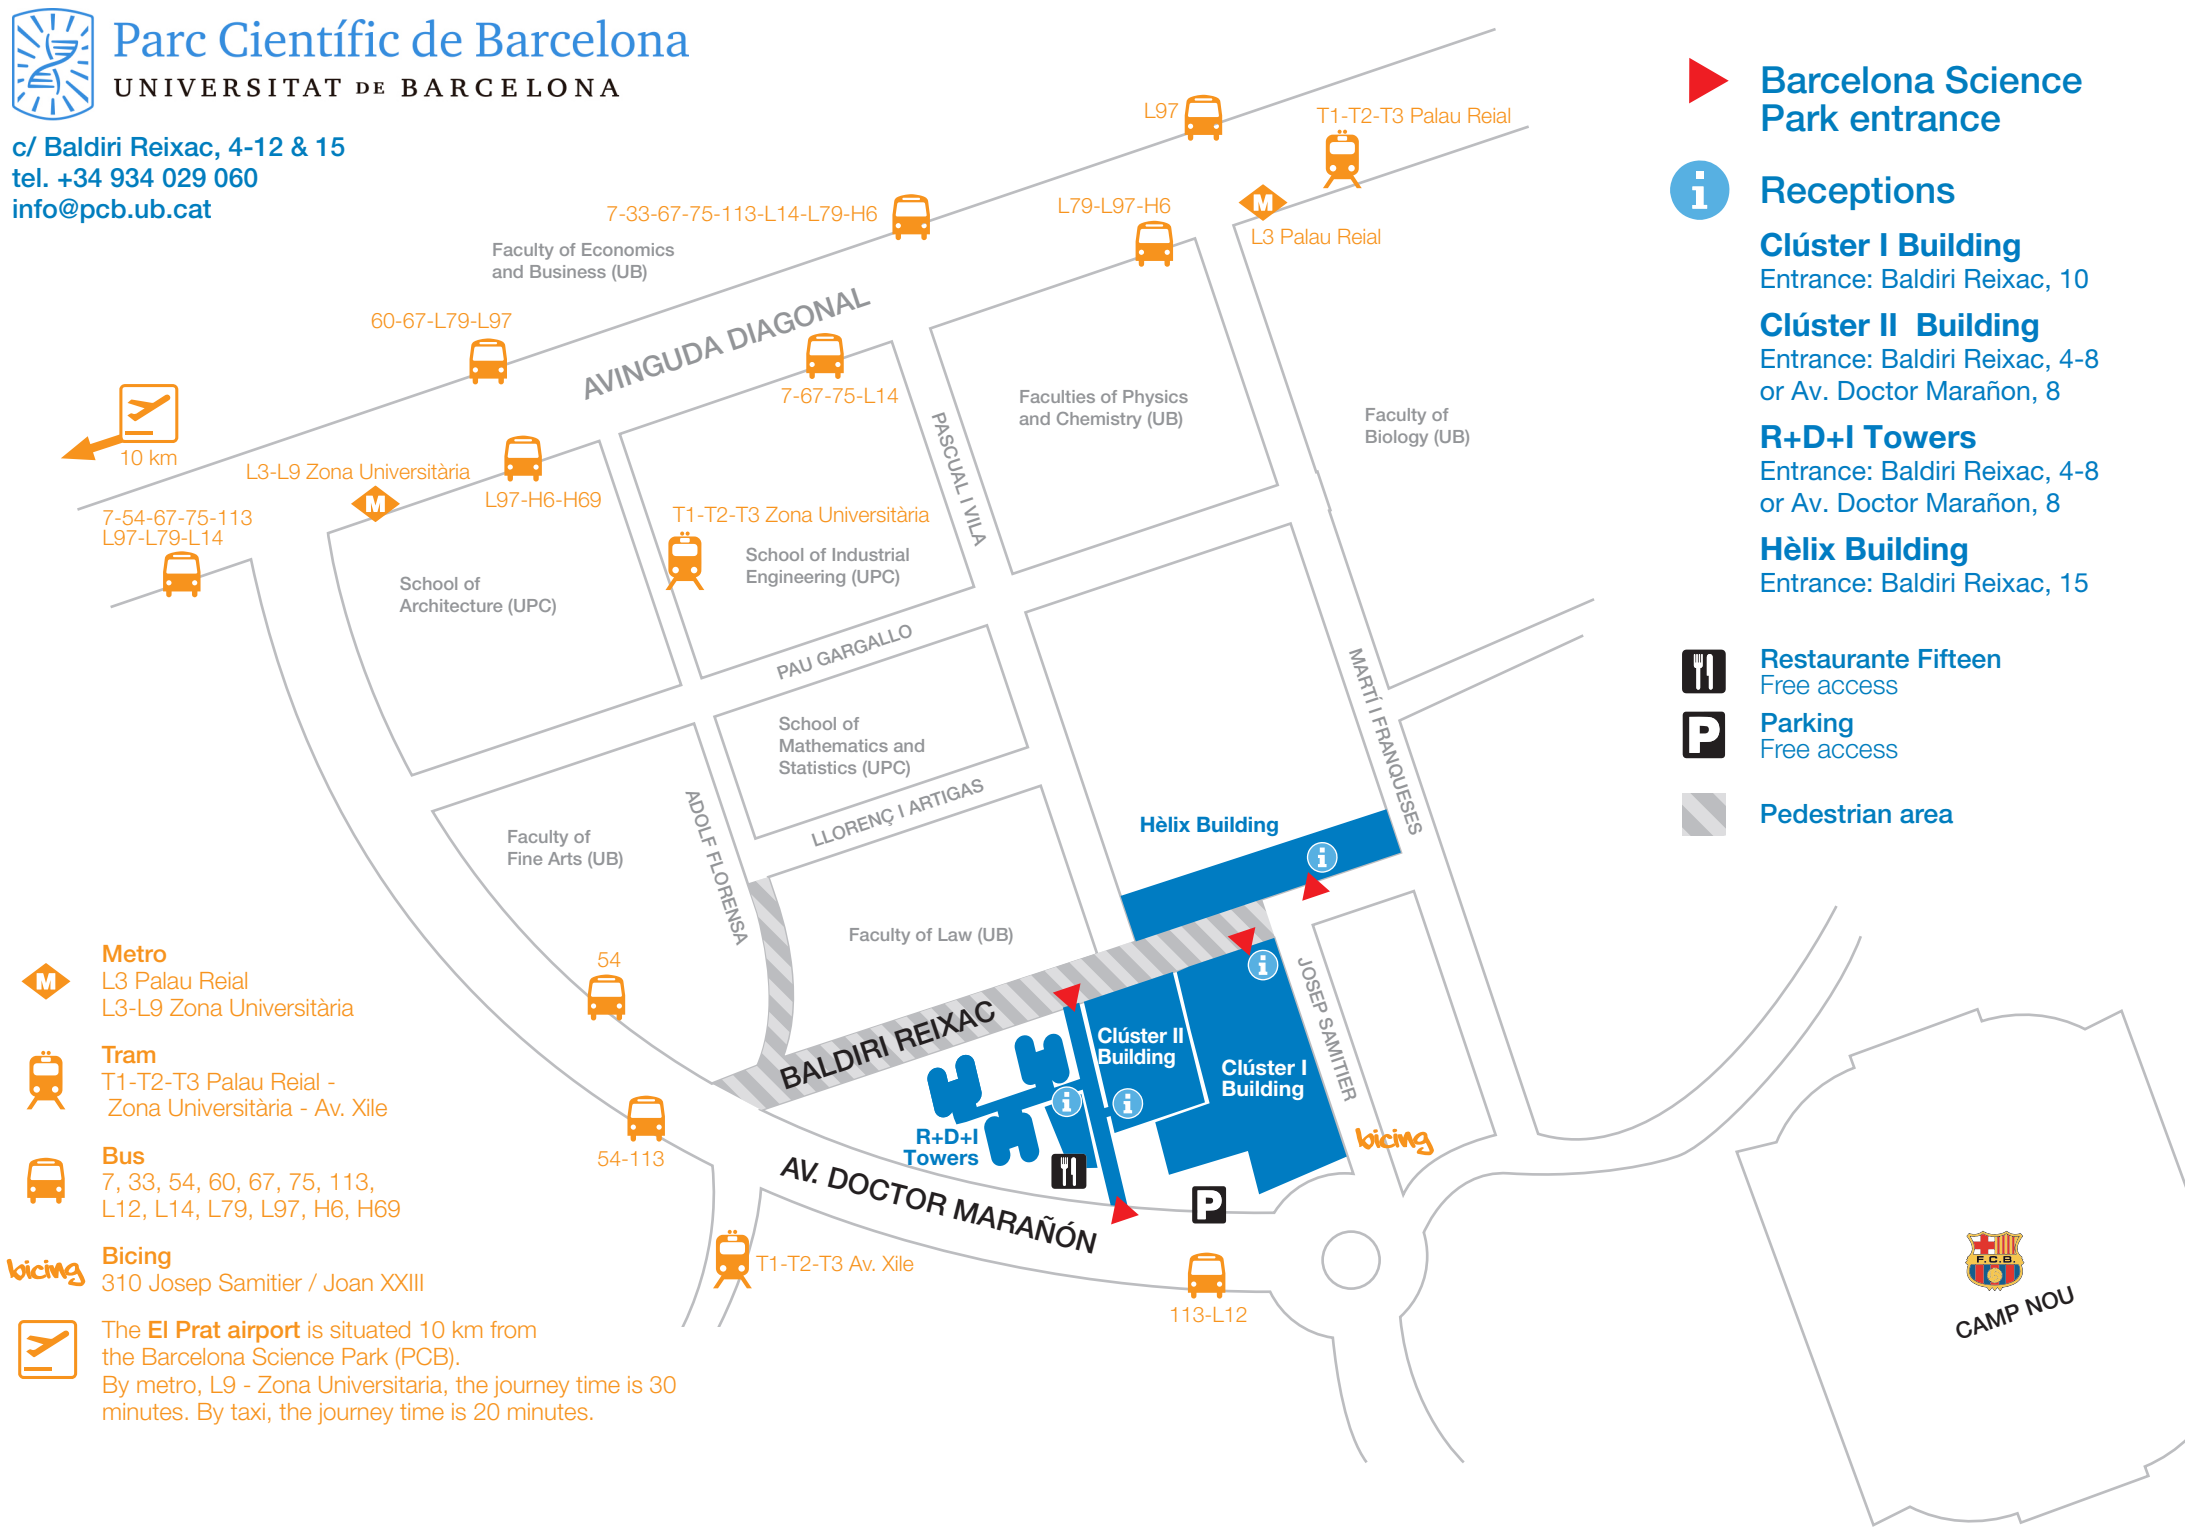 Parc Científic de Barcelona
UNIVERSITAT DE BARCELONA
c/ Baldiri Reixac, 4-12 & 15
tel. +34 934 029 060
info@pcb.ub.cat
L97
T1-T2-T3 Palau Reial
7-33-67-75-113-L14-L79-H6
L79-L97-H6
M
L3 Palau Reial
Faculty of Economics
and Business (UB)
60-67-L79-L97
AVINGUDA DIAGONAL
7-67-75-L14
10 km
L3-L9 Zona Universitària
M
L97-H6-H69
7-54-67-75-113
L97-L79-L14
PASCUAL I VILA
Faculties of Physics
and Chemistry (UB)
Faculty of
Biology (UB)
T1-T2-T3 Zona Universitària
School of Industrial
Engineering (UPC)
School of
Architecture (UPC)
PAU GARGALLO
School of
Mathematics and
Statistics (UPC)
MARTÍ I FRANQUESES
LLORENÇ I ARTIGAS
ADOLF FLORENSA
Faculty of
Fine Arts (UB)
Hèlix Building
i
Faculty of Law (UB)
54
i
JOSEP SAMITIER
BALDIRI REIXAC
Clúster II
Building
Clúster I
Building
i
i
R+D+I
Towers
bicing
54-113
AV. DOCTOR MARAÑÓN
P
T1-T2-T3 Av. Xile
113-L12
F.C.B.
CAMP NOU
M
Metro
L3 Palau Reial
L3-L9 Zona Universitària
Tram
T1-T2-T3 Palau Reial -
Zona Universitària - Av. Xile
Bus
7, 33, 54, 60, 67, 75, 113,
L12, L14, L79, L97, H6, H69
bicing
Bicing
310 Josep Samitier / Joan XXIII
The El Prat airport is situated 10 km from
the Barcelona Science Park (PCB).
By metro, L9 - Zona Universitaria, the journey time is 30
minutes. By taxi, the journey time is 20 minutes.
Barcelona Science
Park entrance
i
Receptions
Clúster I Building
Entrance: Baldiri Reixac, 10
Clúster II Building
Entrance: Baldiri Reixac, 4-8
or Av. Doctor Marañon, 8
R+D+I Towers
Entrance: Baldiri Reixac, 4-8
or Av. Doctor Marañon, 8
Hèlix Building
Entrance: Baldiri Reixac, 15
Restaurante Fifteen
Free access
P
Parking
Free access
Pedestrian area